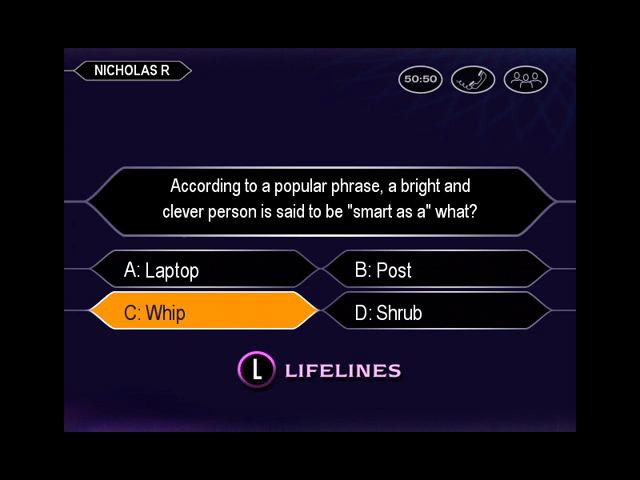 NICHOLAS R
50:50
According to a popular phrase, a bright and
clever person is said to be "smart as a" what?
A: Laptop
B: Post
C: Whip
D: Shrub
L LIFELINES